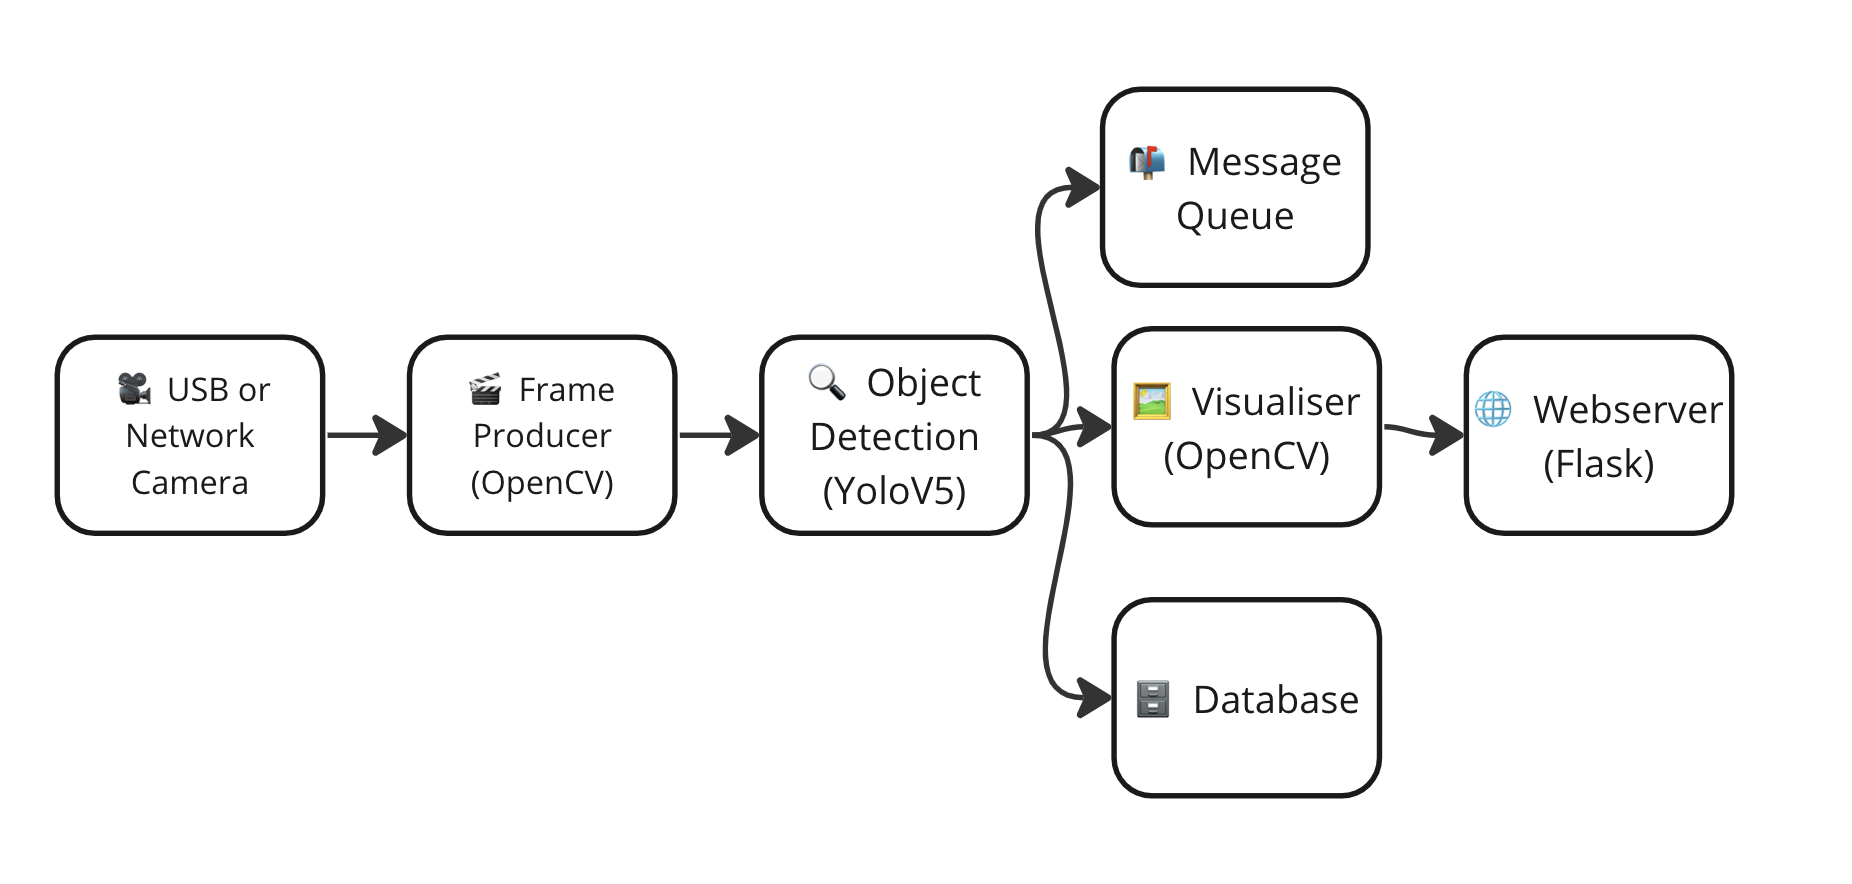 USB or
Network
Camera
Frame
Producer
(OpenCV)
Object
Detection
(YoloV5)
Message
Queue
Visualiser
(OpenCV)
Database
Webserver
(Flask)